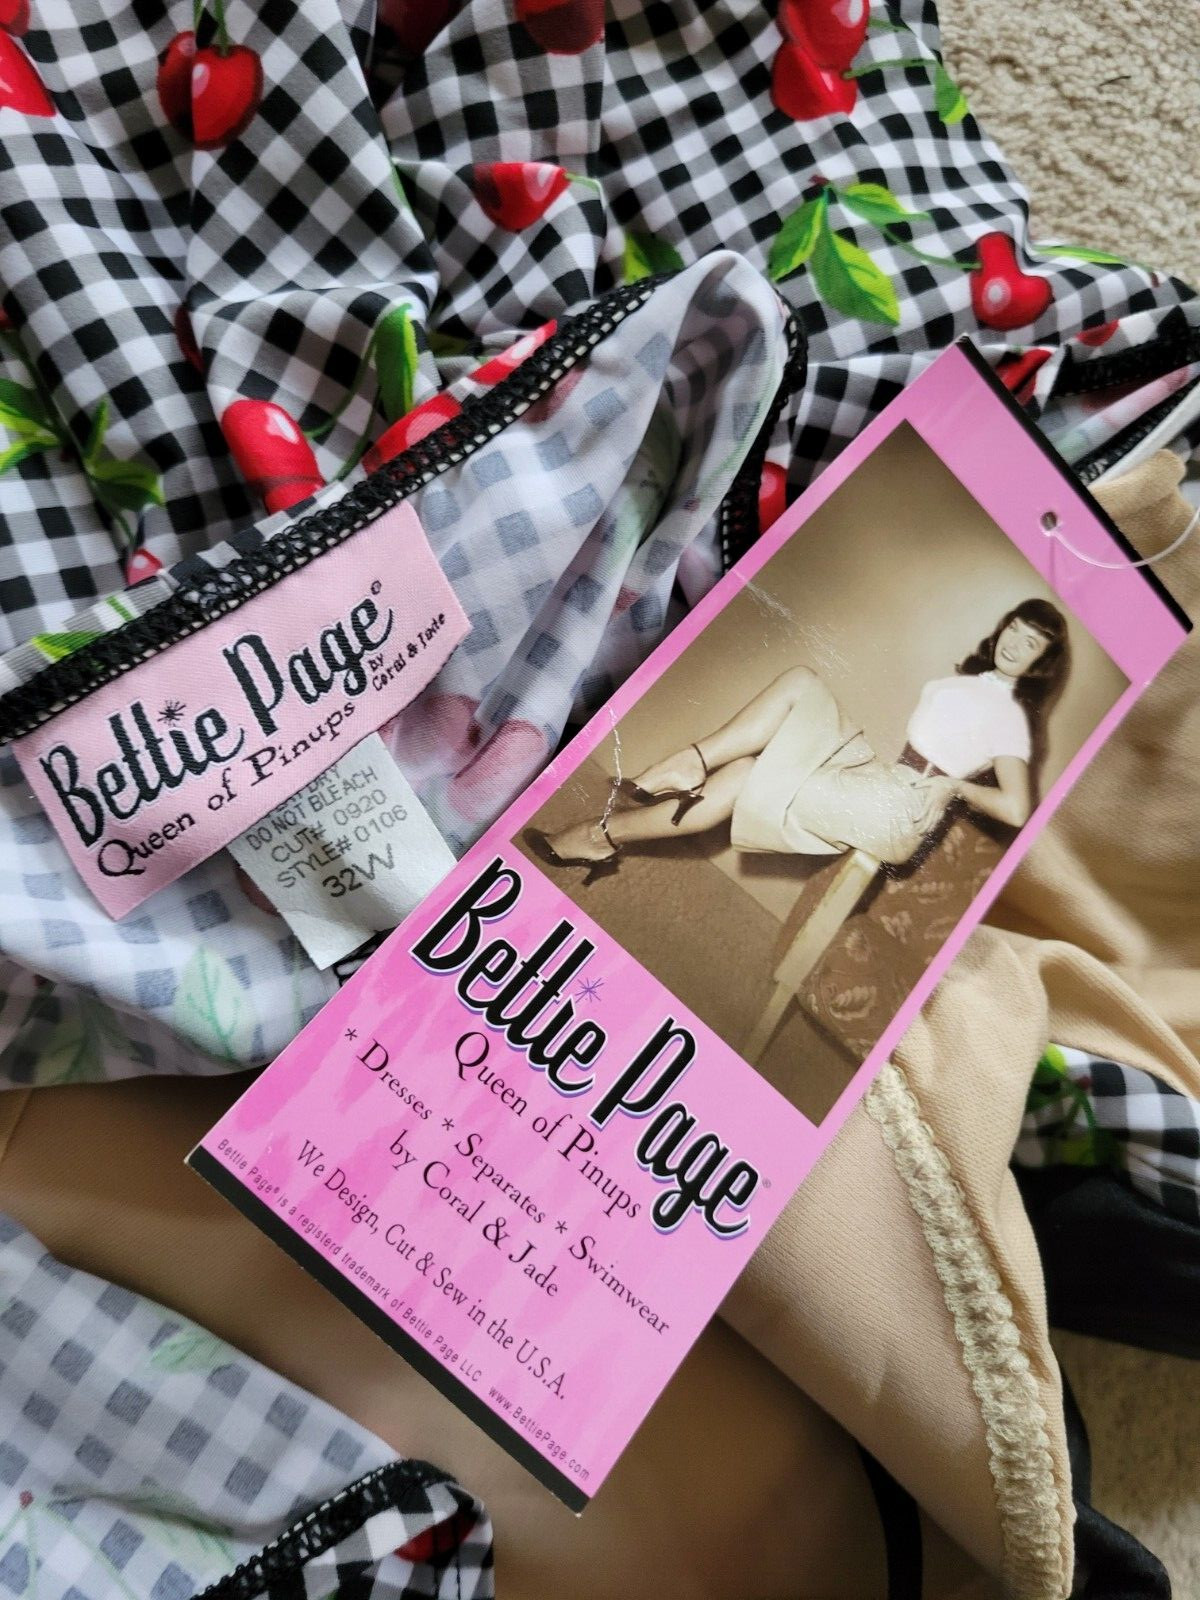 Bettie Page®
by
Coral & Jade
Queen of Pinups
DRY
DO NOT BLEACH
CUT# 0920
STYLE# 0106
32W
Bettie Page®
Queen of Pinups
* Dresses * Separates * Swimwear
by Coral & Jade
We Design, Cut & Sew in the U.S.A.
Bettie Page® is a registerd trademark of Bettie Page LLC www.BettiePage.com